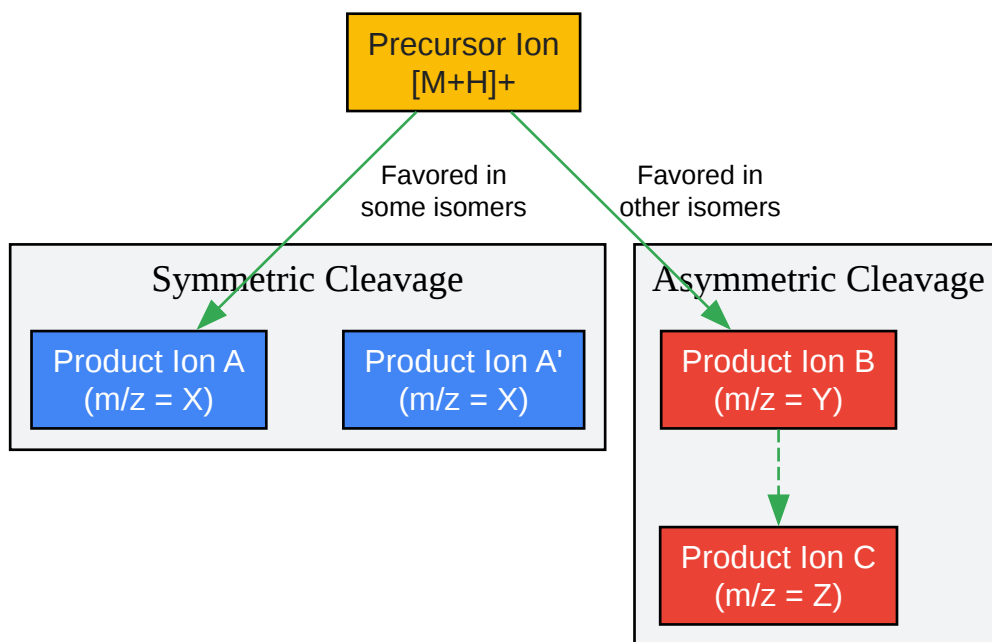 Precursor Ion
[M+H]+
Favored in
some isomers
Favored in
other isomers
Symmetric Cleavage
Product Ion A
(m/z = X)
Product Ion A'
(m/z = X)
Asymmetric Cleavage
Product Ion B
(m/z = Y)
Product Ion C
(m/z = Z)